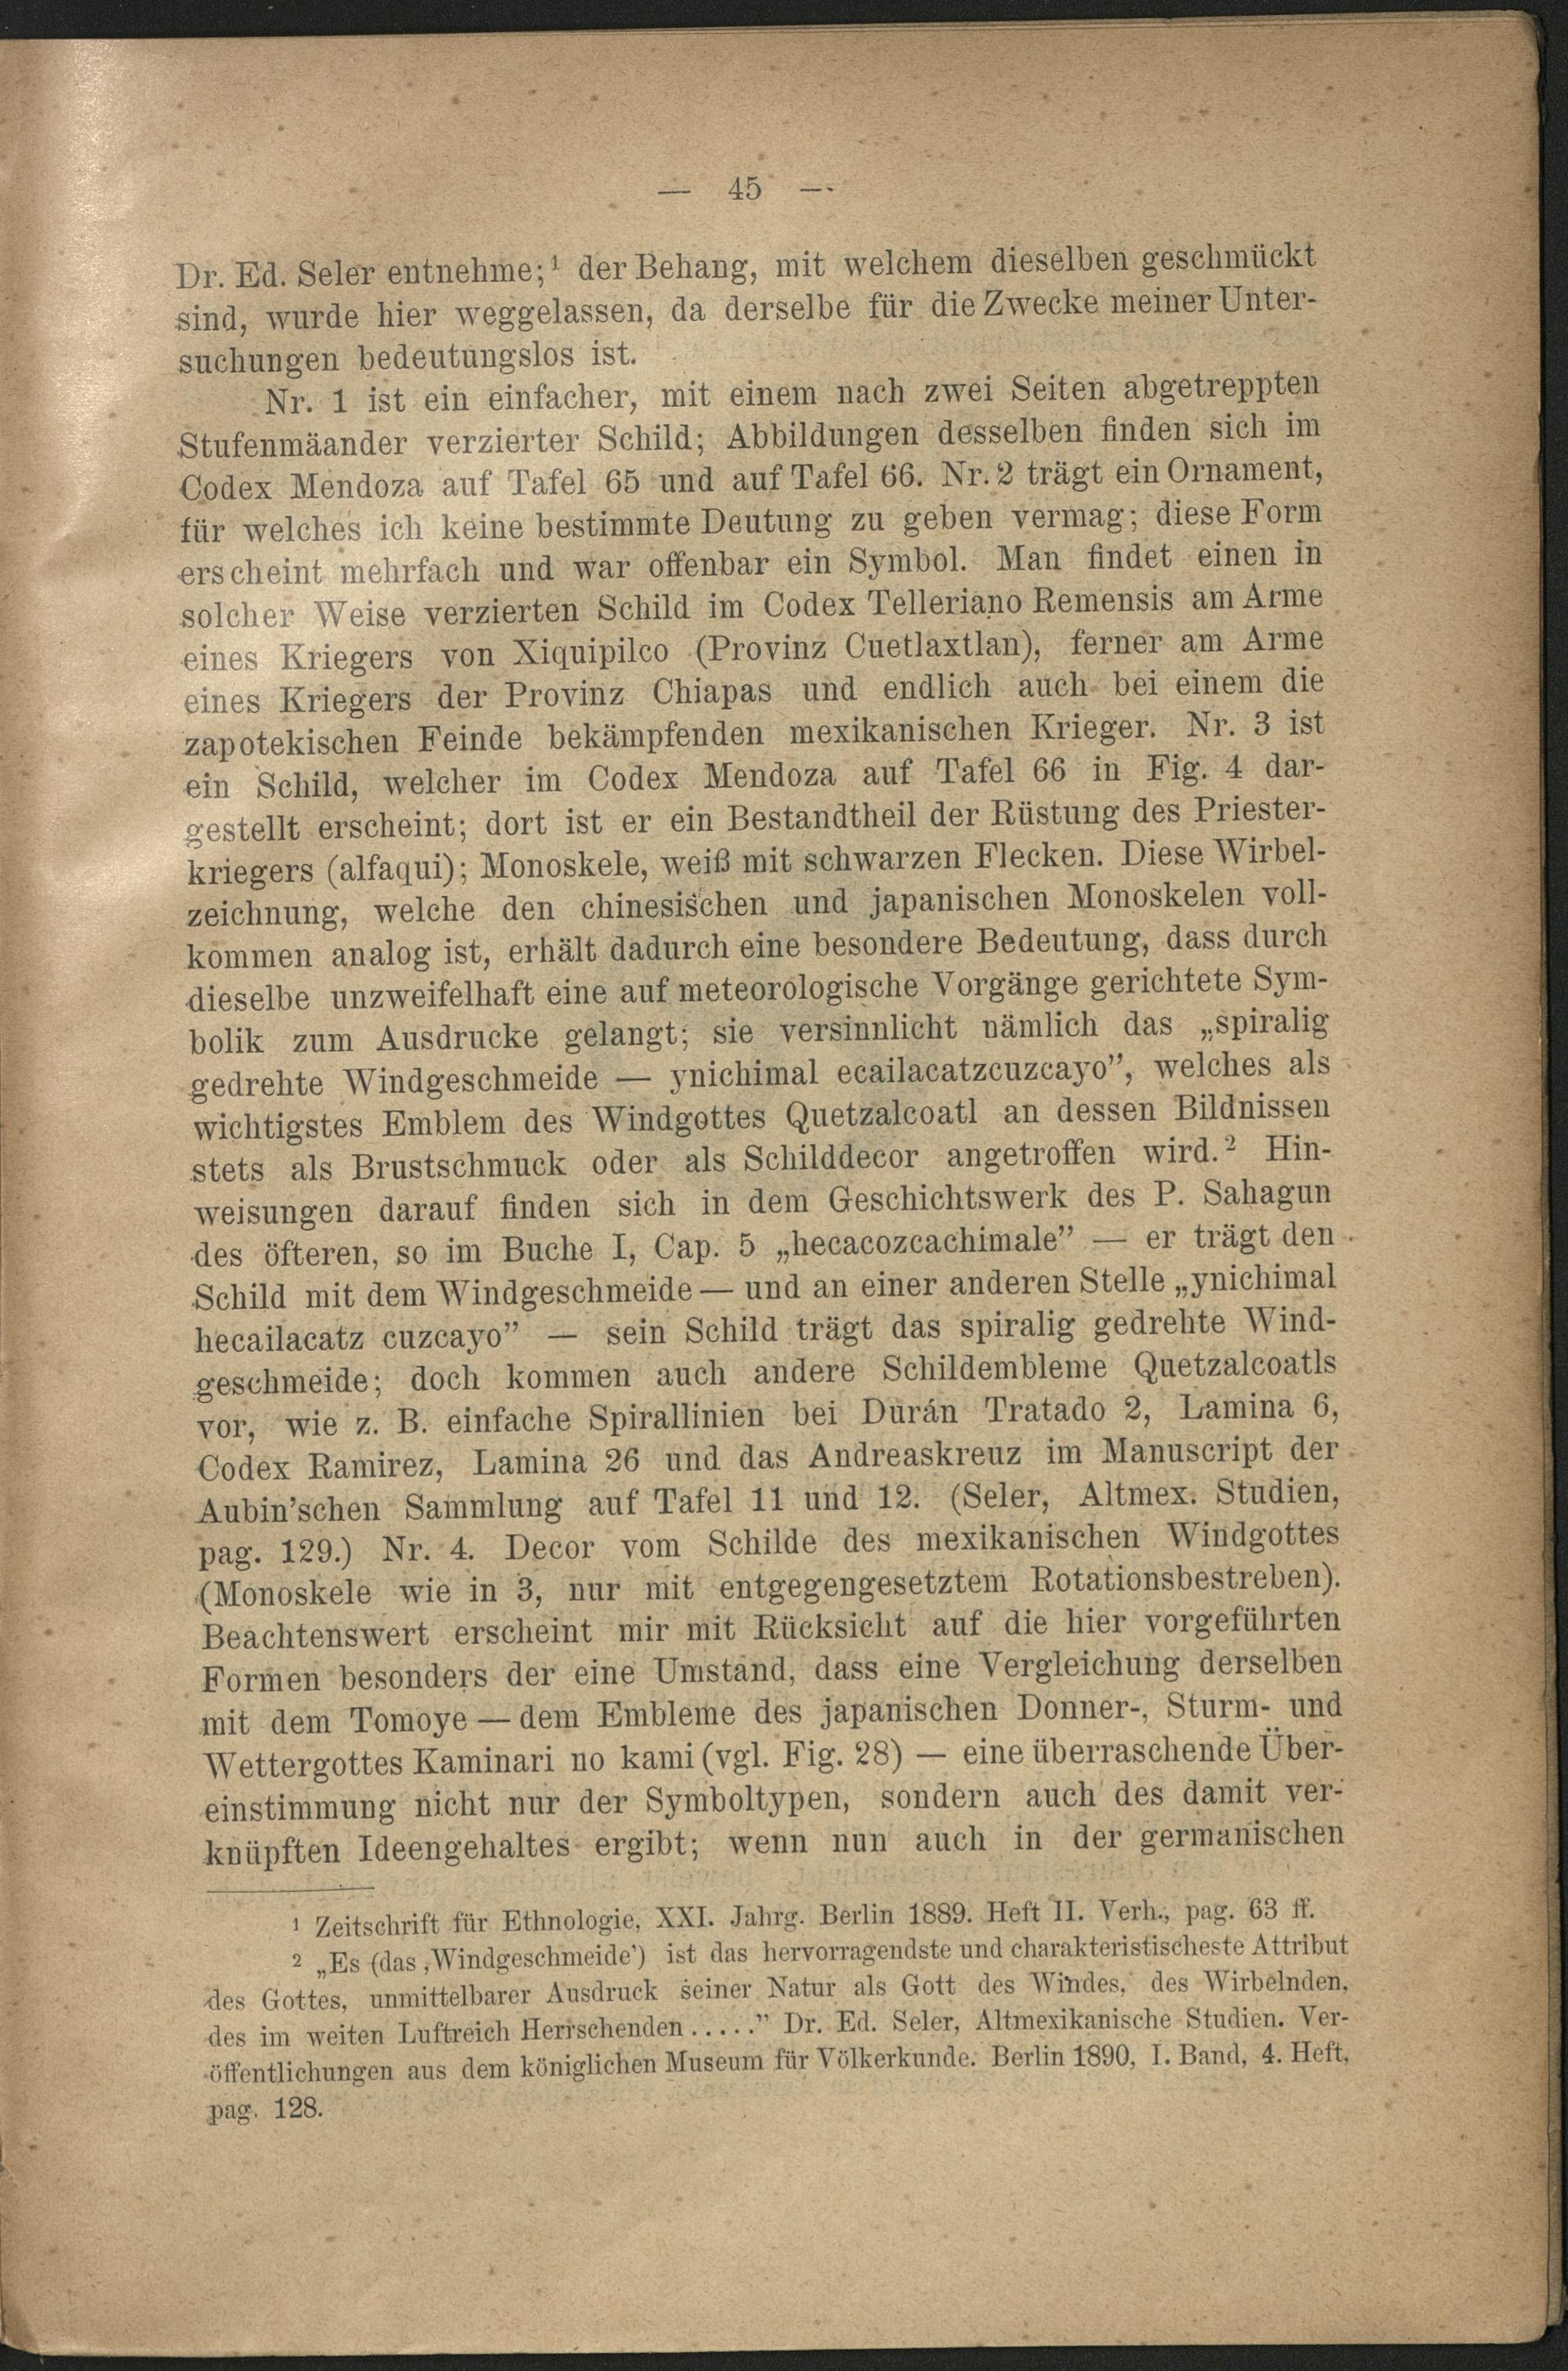 — 45 —
Dr. Ed. Seler entnehme;¹ der Behang, mit welchem dieselben geschmückt
sind, wurde hier weggelassen, da derselbe für die Zwecke meiner Unter-
suchungen bedeutungslos ist.
Nr. 1 ist ein einfacher, mit einem nach zwei Seiten abgetreppten
Stufenmäander verzierter Schild; Abbildungen desselben finden sich im
Codex Mendoza auf Tafel 65 und auf Tafel 66. Nr. 2 trägt ein Ornament,
für welches ich keine bestimmte Deutung zu geben vermag; diese Form
erscheint mehrfach und war offenbar ein Symbol. Man findet einen in
solcher Weise verzierten Schild im Codex Telleriano Remensis am Arme
eines Kriegers von Xiquipilco (Provinz Cuetlaxtlan), ferner am Arme
eines Kriegers der Provinz Chiapas und endlich auch bei einem die
zapotekischen Feinde bekämpfenden mexikanischen Krieger. Nr. 3 ist
ein Schild, welcher im Codex Mendoza auf Tafel 66 in Fig. 4 dar-
gestellt erscheint; dort ist er ein Bestandtheil der Rüstung des Priester-
kriegers (alfaqui); Monoskele, weiß mit schwarzen Flecken. Diese Wirbel-
zeichnung, welche den chinesischen und japanischen Monoskelen voll-
kommen analog ist, erhält dadurch eine besondere Bedeutung, dass durch
dieselbe unzweifelhaft eine auf meteorologische Vorgänge gerichtete Sym-
bolik zum Ausdrucke gelangt; sie versinnlicht nämlich das „spiralig
gedrehte Windgeschmeide — ynichimal ecailacatzcuzcayo”, welches als
wichtigstes Emblem des Windgottes Quetzalcoatl an dessen Bildnissen
stets als Brustschmuck oder als Schilddecor angetroffen wird.² Hin-
weisungen darauf finden sich in dem Geschichtswerk des P. Sahagun
des öfteren, so im Buche I, Cap. 5 „hecacozcachimale” — er trägt den
Schild mit dem Windgeschmeide — und an einer anderen Stelle „ynichimal
hecailacatz cuzcayo” — sein Schild trägt das spiralig gedrehte Wind-
geschmeide; doch kommen auch andere Schildembleme Quetzalcoatls
vor, wie z. B. einfache Spirallinien bei Durán Tratado 2, Lamina 6,
Codex Ramirez, Lamina 26 und das Andreaskreuz im Manuscript der
Aubin’schen Sammlung auf Tafel 11 und 12. (Seler, Altmex. Studien,
pag. 129.) Nr. 4. Decor vom Schilde des mexikanischen Windgottes
(Monoskele wie in 3, nur mit entgegengesetztem Rotationsbestreben).
Beachtenswert erscheint mir mit Rücksicht auf die hier vorgeführten
Formen besonders der eine Umstand, dass eine Vergleichung derselben
mit dem Tomoye — dem Embleme des japanischen Donner-, Sturm- und
Wettergottes Kaminari no kami (vgl. Fig. 28) — eine überraschende Über-
einstimmung nicht nur der Symboltypen, sondern auch des damit ver-
knüpften Ideengehaltes ergibt; wenn nun auch in der germanischen
¹ Zeitschrift für Ethnologie, XXI. Jahrg. Berlin 1889. Heft II. Verh., pag. 63 ff.
² „Es (das ‚Windgeschmeide’) ist das hervorragendste und charakteristischeste Attribut
des Gottes, unmittelbarer Ausdruck seiner Natur als Gott des Windes, des Wirbelnden,
des im weiten Luftreich Herrschenden . . . . .” Dr. Ed. Seler, Altmexikanische Studien. Ver-
öffentlichungen aus dem königlichen Museum für Völkerkunde. Berlin 1890, I. Band, 4. Heft,
pag. 128.